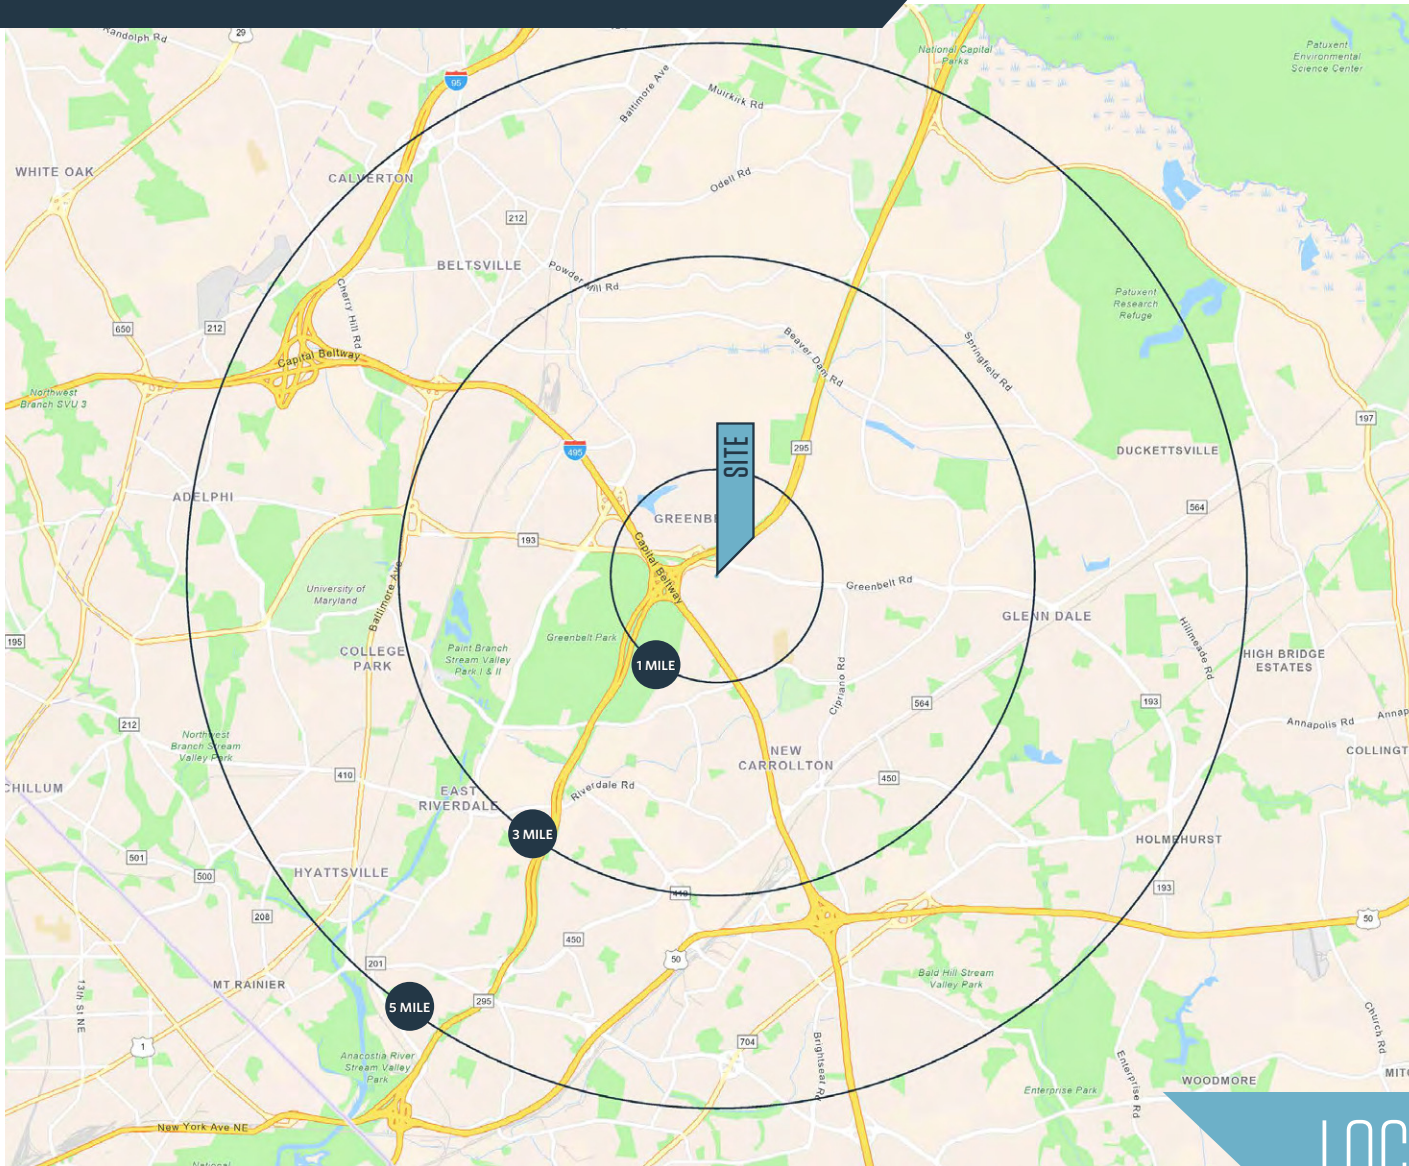 Randolph Rd
29
National Capital
Parks
Patuxent
Environmental
Science Center
95
Baltimore Ave
Muirkirk Rd
WHITE OAK
CALVERTON
Odell Rd
212
BELTSVILLE
Powder Mill Rd
Cherry Hill Rd
Patuxent
Research
Refuge
650
212
Capital Beltway
Beaver Dam Rd
Springfield Rd
Northwest
Branch SVU 3
197
SITE
295
495
DUCKETTSVILLE
ADELPHI
564
GREENBE
193
Capital Beltway
University of
Maryland
Baltimore Ave
Greenbelt Rd
GLENN DALE
195
Greenbelt Park
Paint Branch
Stream Valley
Park I & II
COLLEGE
PARK
Hillmeade Rd
HIGH BRIDGE
ESTATES
1 MILE
Cipriano Rd
564
193
212
Annapolis Rd
Annap
Northwest
Branch Stream
Valley Park
NEW
CARROLLTON
COLLINGT
410
450
CHILLUM
EAST
RIVERDALE
Riverdale Rd
3 MILE
HOLMEHURST
501
500
HYATTSVILLE
193
410
208
50
450
201
50
MT RAINIER
Bald Hill Stream
Valley Park
13th St NE
5 MILE
295
Church Rd
1
704
Brightseat Rd
Anacostia River
Stream Valley
Park
Enterprise Park
Enterprise Rd
WOODMORE
MIT
New York Ave NE
National
LOC